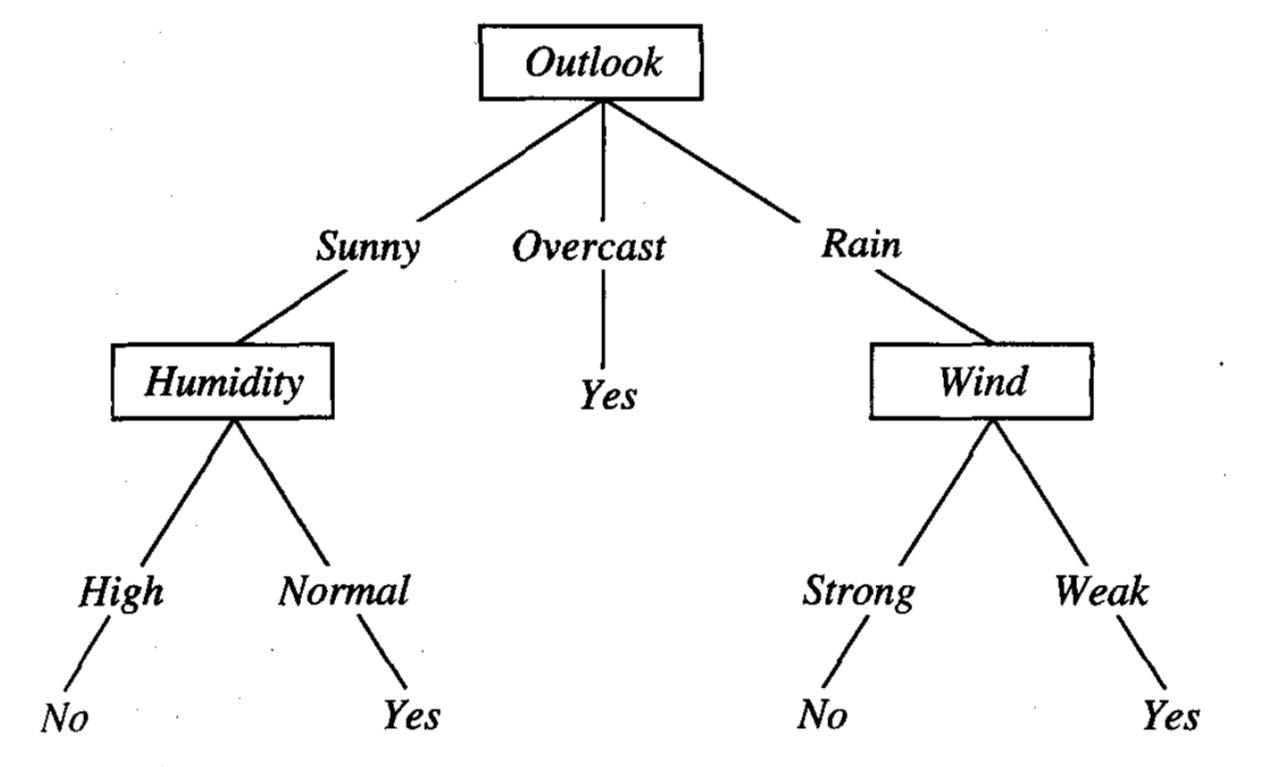 Outlook
Sunny Overcast Rain
Humidity Yes Wind
High Normal Strong Weak
No Yes No Yes